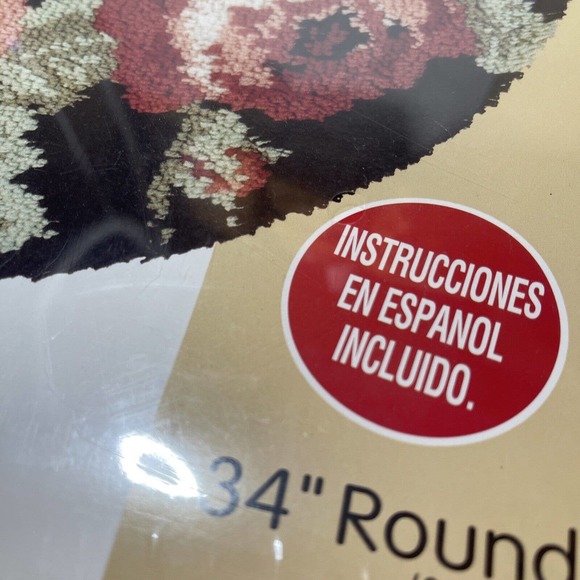 INSTRUCCIONES
EN ESPANOL
INCLUIDO.
34" Round